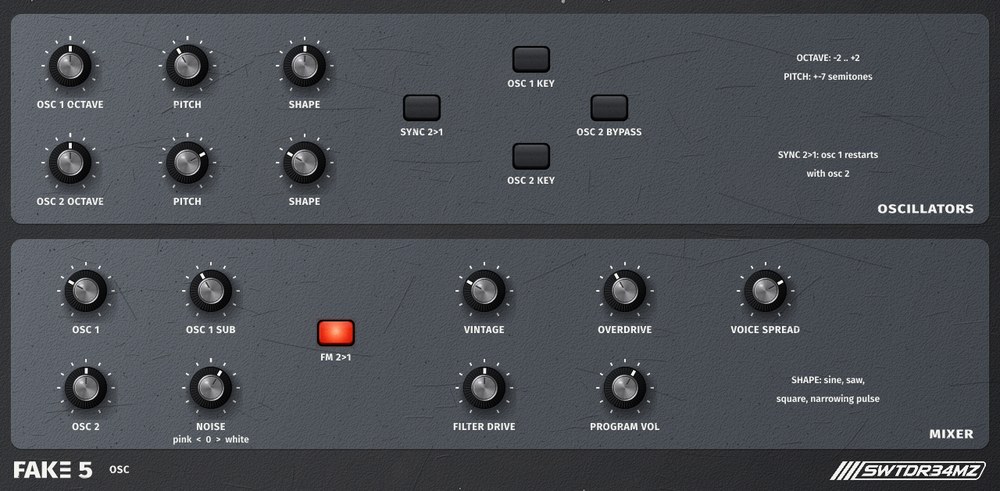 OSC 1 OCTAVE
PITCH
SHAPE
OSC 2 OCTAVE
PITCH
SHAPE
SYNC 2>1
OSC 1 KEY
OSC 2 BYPASS
OSC 2 KEY
OCTAVE: -2 .. +2
PITCH: +-7 semitones
SYNC 2>1: osc 1 restarts
with osc 2
OSCILLATORS
OSC 1
OSC 1 SUB
FM 2>1
OSC 2
NOISE
pink < 0 > white
VINTAGE
OVERDRIVE
VOICE SPREAD
FILTER DRIVE
PROGRAM VOL
SHAPE: sine, saw,
square, narrowing pulse
MIXER
FAKE 5
OSC
SWTDR34MZ